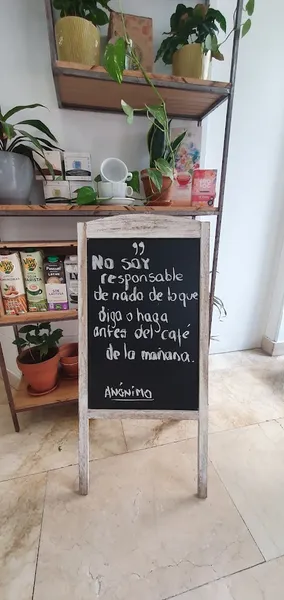 ”
No soy
responsable
de nada de lo que
diga o haga
antes del café
de la mañana.
ANÓNIMO